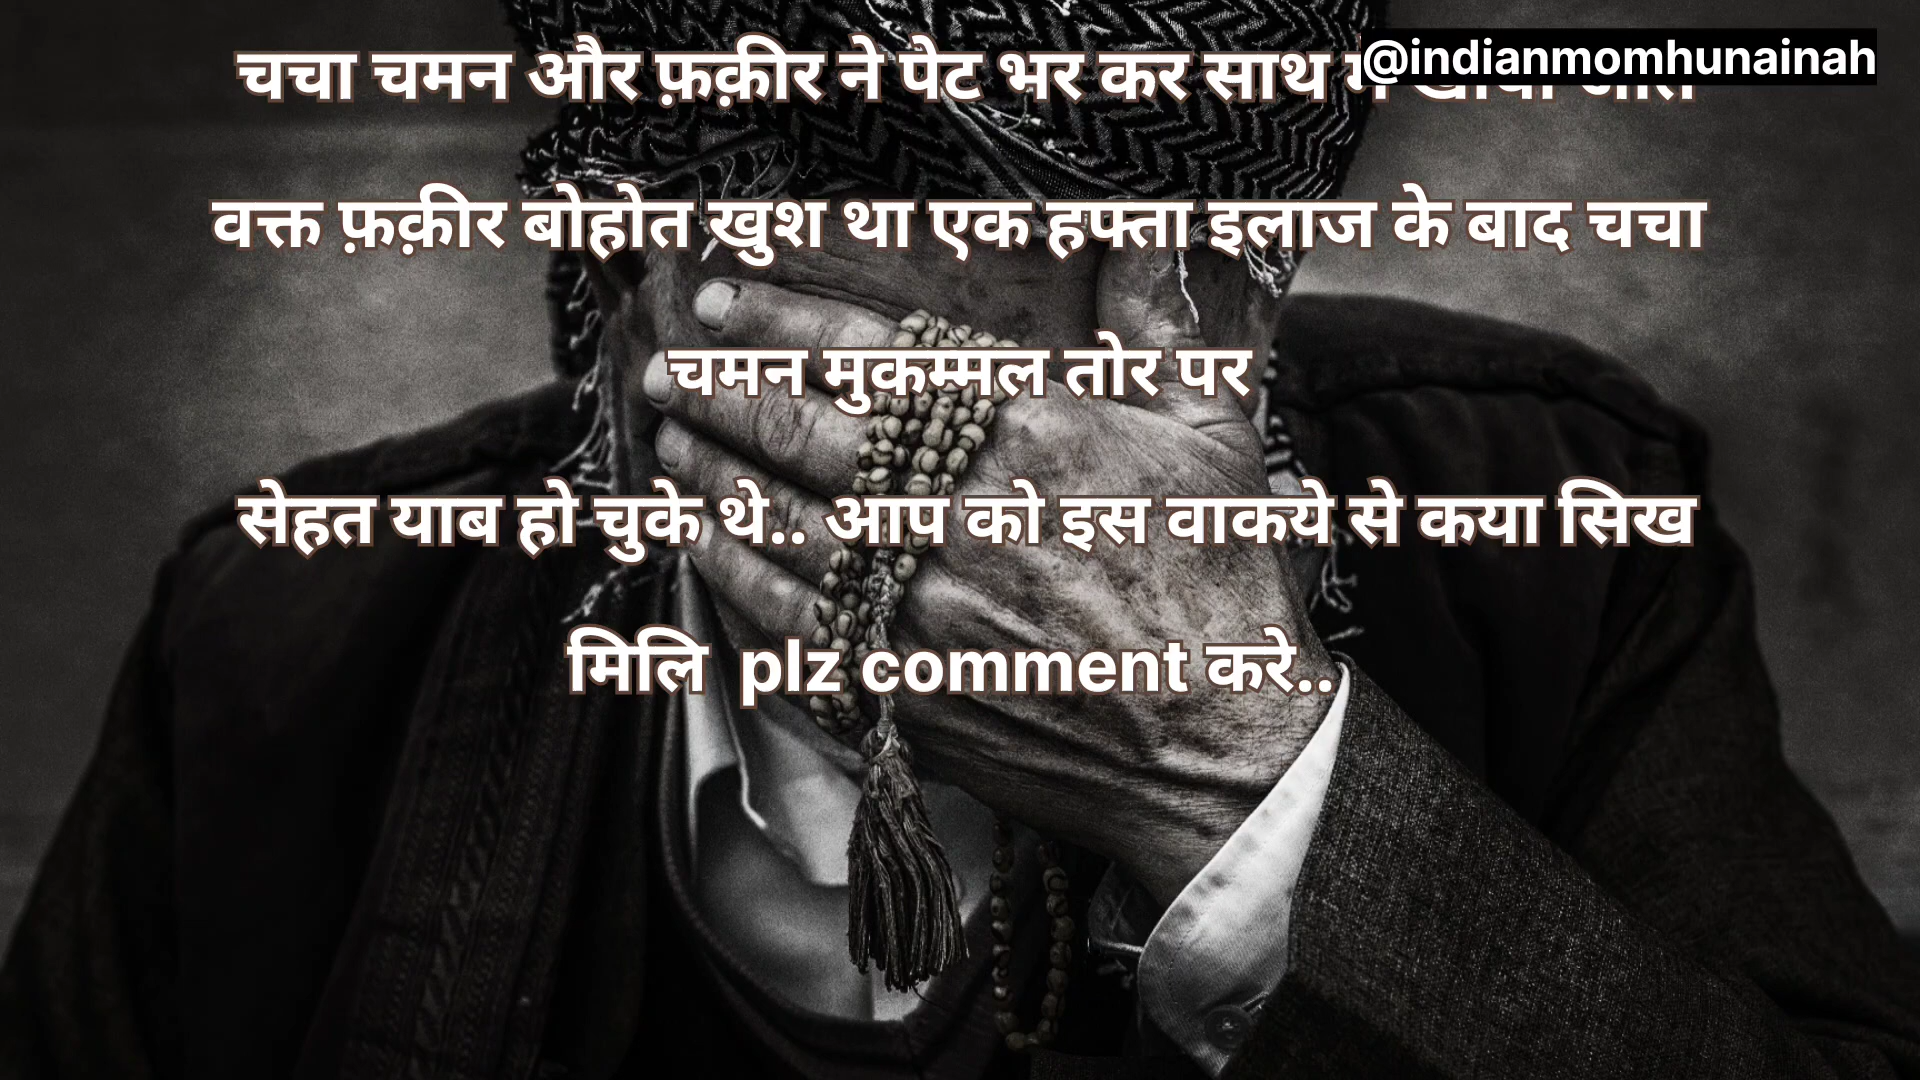 @indianmomhunainah
चचा चमन और फ़क़ीर ने पेट भर कर साथ
वक्त फ़क़ीर बोहोत खुश था एक हफ्ता इलाज के बाद चचा
चमन मुकम्मल तोर पर
सेहत याब हो चुके थे.. आप को इस वाकये से कया सिख
मिलि plz comment करे..